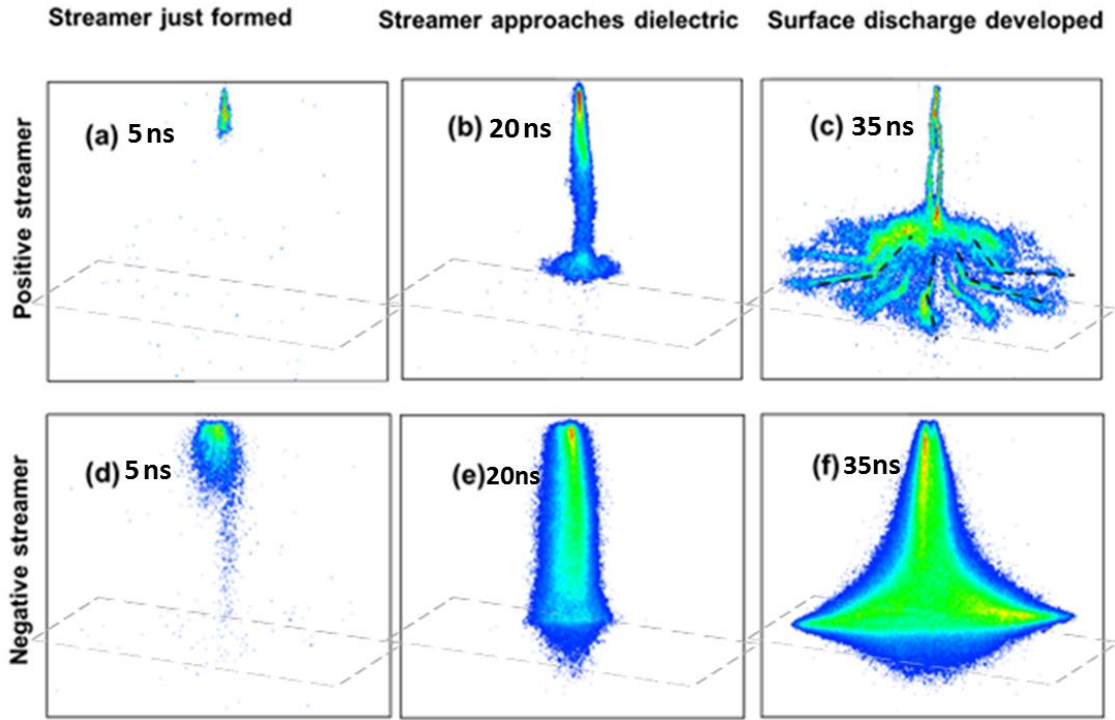 Streamer just formed
Streamer approaches dielectric
Surface discharge developed
Positive streamer
(a) 5 ns
(b) 20 ns
(c) 35 ns
Negative streamer
(d) 5 ns
(e) 20ns
(f) 35ns